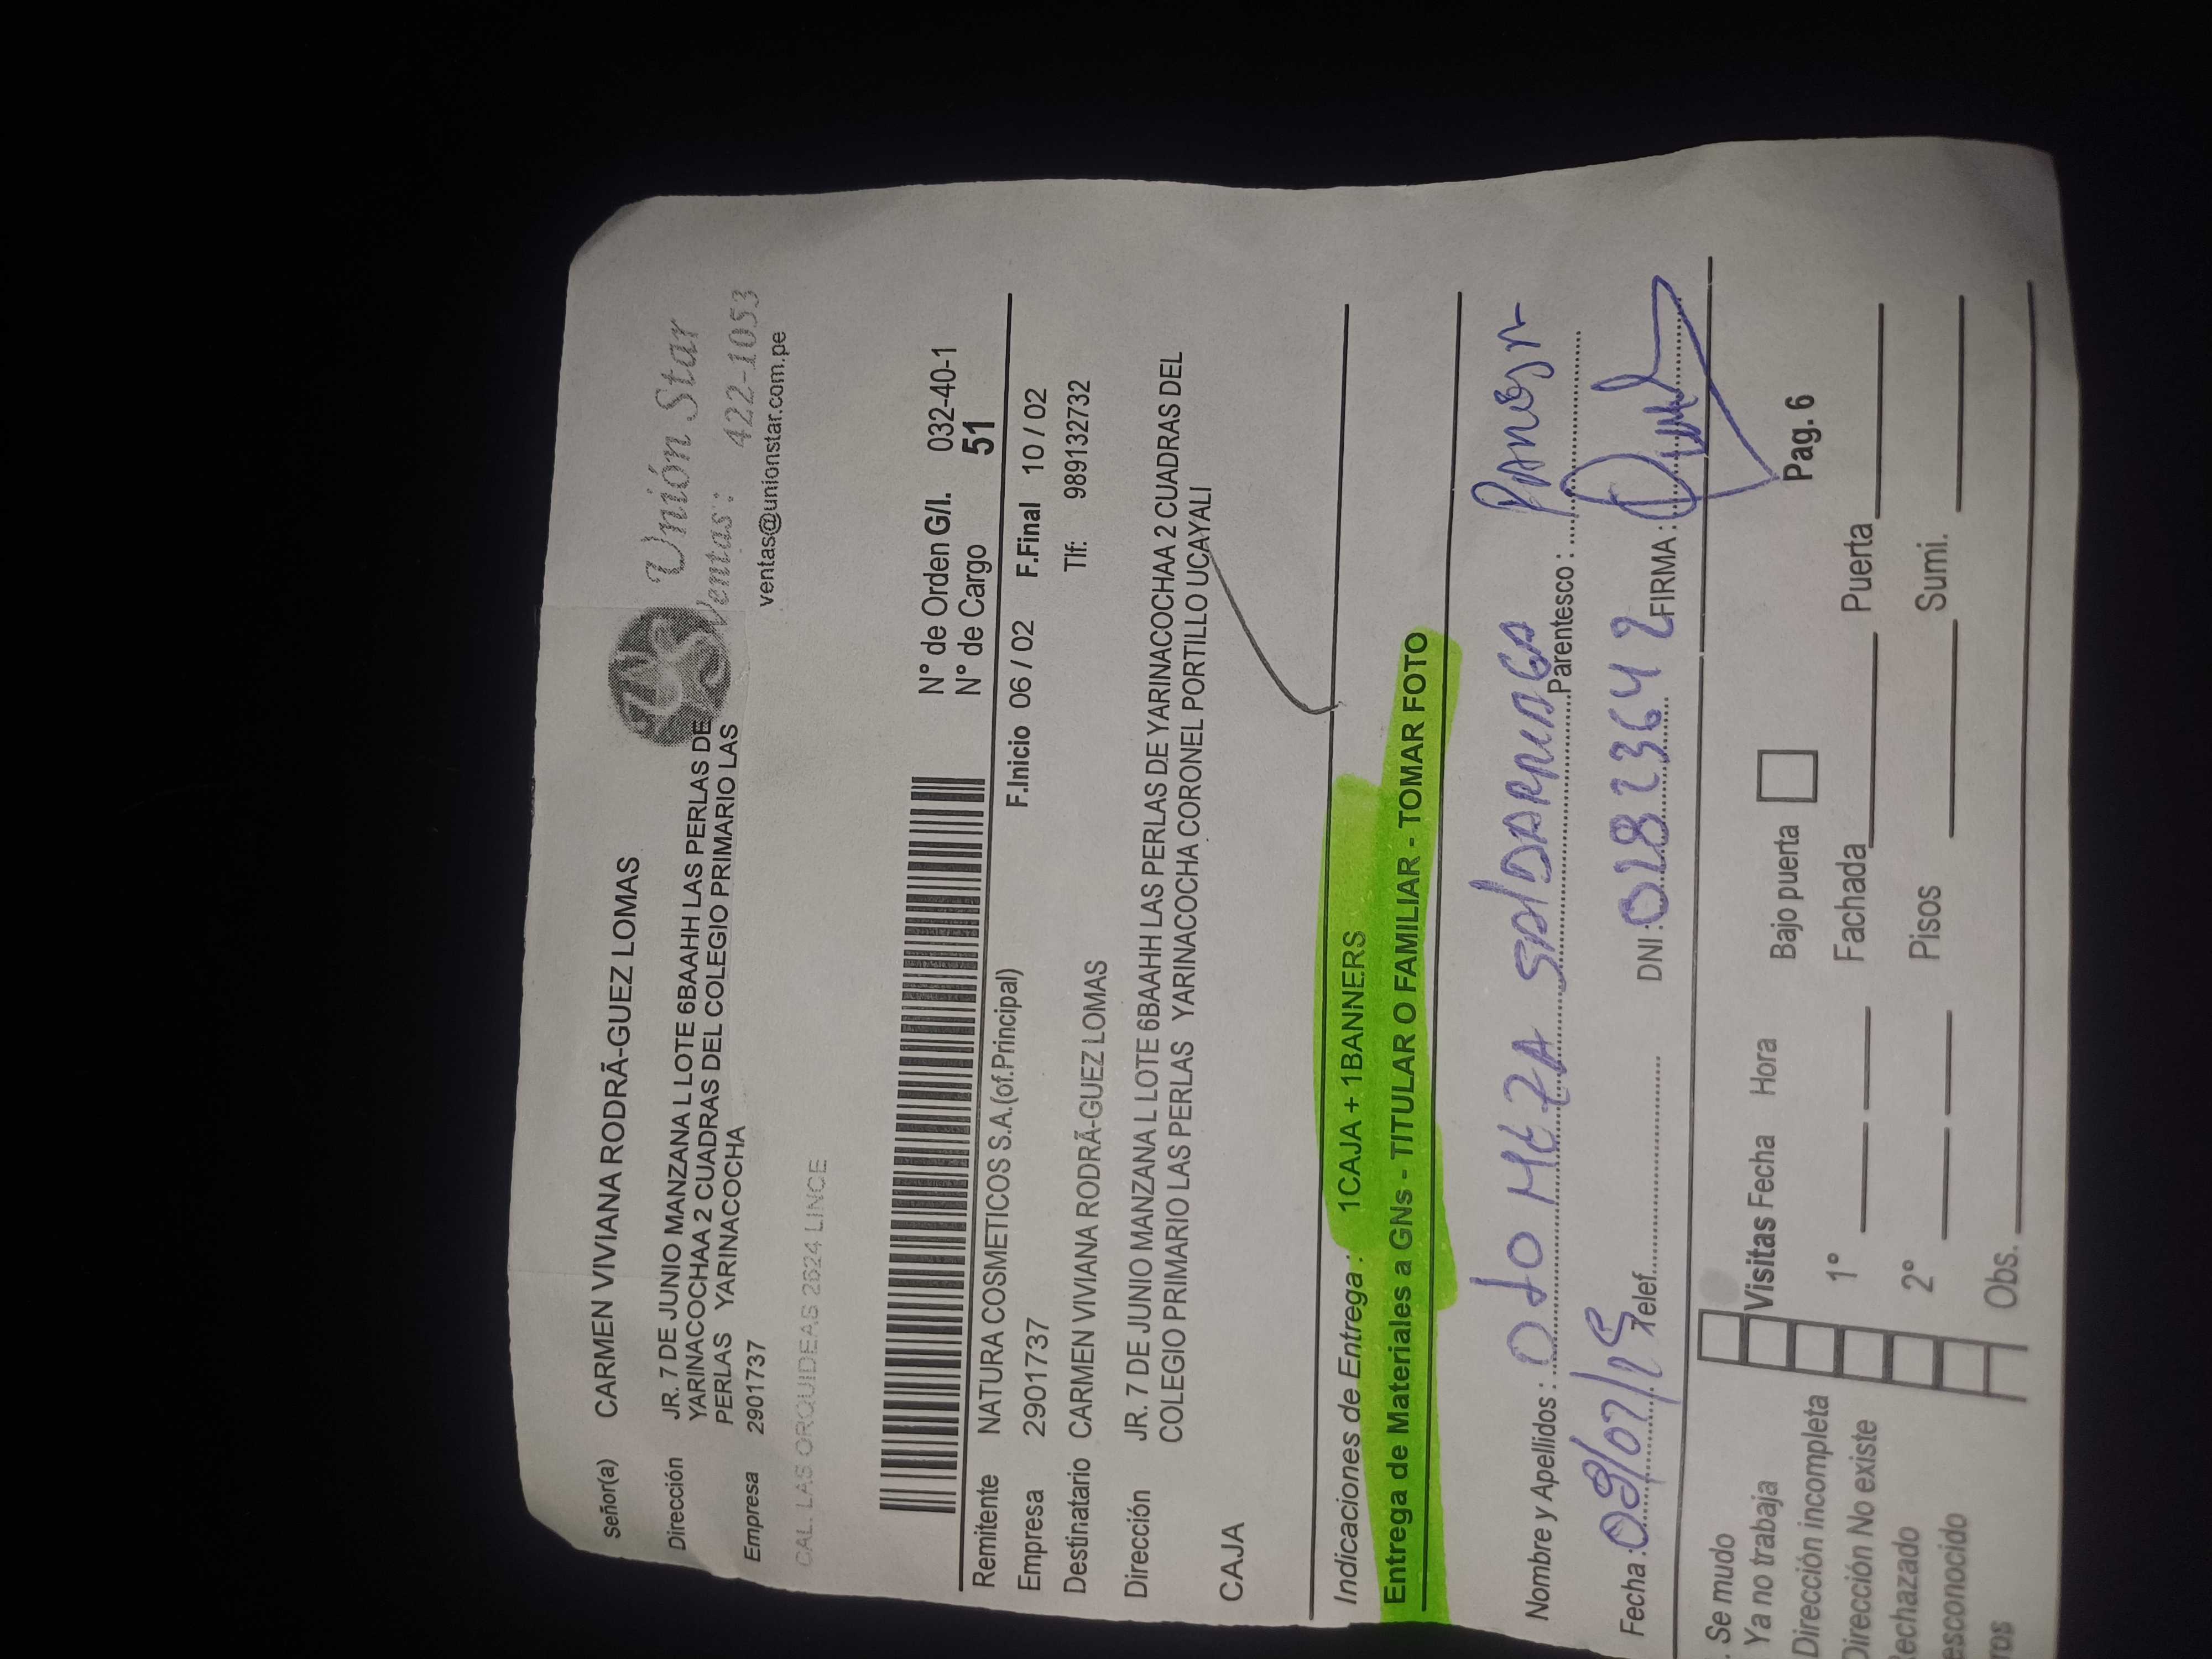 Señor(a) CARMEN VIVIANA RODRÃ-GUEZ LOMAS
Unión Star
Ventas: 422-1053
ventas@unionstar.com.pe
Dirección JR. 7 DE JUNIO MANZANA L LOTE 6BAAHH LAS PERLAS DE
YARINACOCHAA 2 CUADRAS DEL COLEGIO PRIMARIO LAS
PERLAS YARINACOCHA
Empresa 2901737
CAL. LAS ORQUIDEAS 2624 LINCE
N° de Orden G/I. 032-40-1
N° de Cargo 51
Remitente NATURA COSMETICOS S.A.(of.Principal)
F.Inicio 06 / 02 F.Final 10 / 02
Empresa 2901737
Tlf: 989132732
Destinatario CARMEN VIVIANA RODRÃ-GUEZ LOMAS
Dirección JR. 7 DE JUNIO MANZANA L LOTE 6BAAHH LAS PERLAS DE YARINACOCHAA 2 CUADRAS DEL
COLEGIO PRIMARIO LAS PERLAS YARINACOCHA CORONEL PORTILLO UCAYALI
CAJA
Indicaciones de Entrega : 1CAJA + 1BANNERS
Entrega de Materiales a GNs - TITULAR O FAMILIAR - TOMAR FOTO
Nombre y Apellidos : MEZA Parentesco :
Fecha : Telef. DNI : FIRMA :
Se mudo
Ya no trabaja
Dirección incompleta
Dirección No existe
Rechazado
esconocido
ros
Visitas Fecha Hora Bajo puerta Pag. 6
1° Fachada Puerta
2° Pisos Sumi.
Obs.